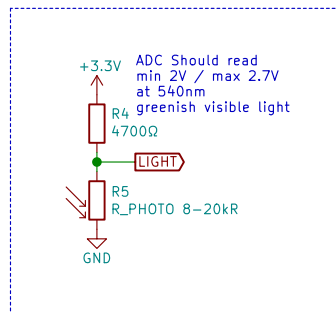 +3.3V
ADC Should read
min 2V / max 2.7V
at 540nm
greenish visible light
R4
4700Ω
LIGHT
R5
R_PHOTO 8-20kR
GND